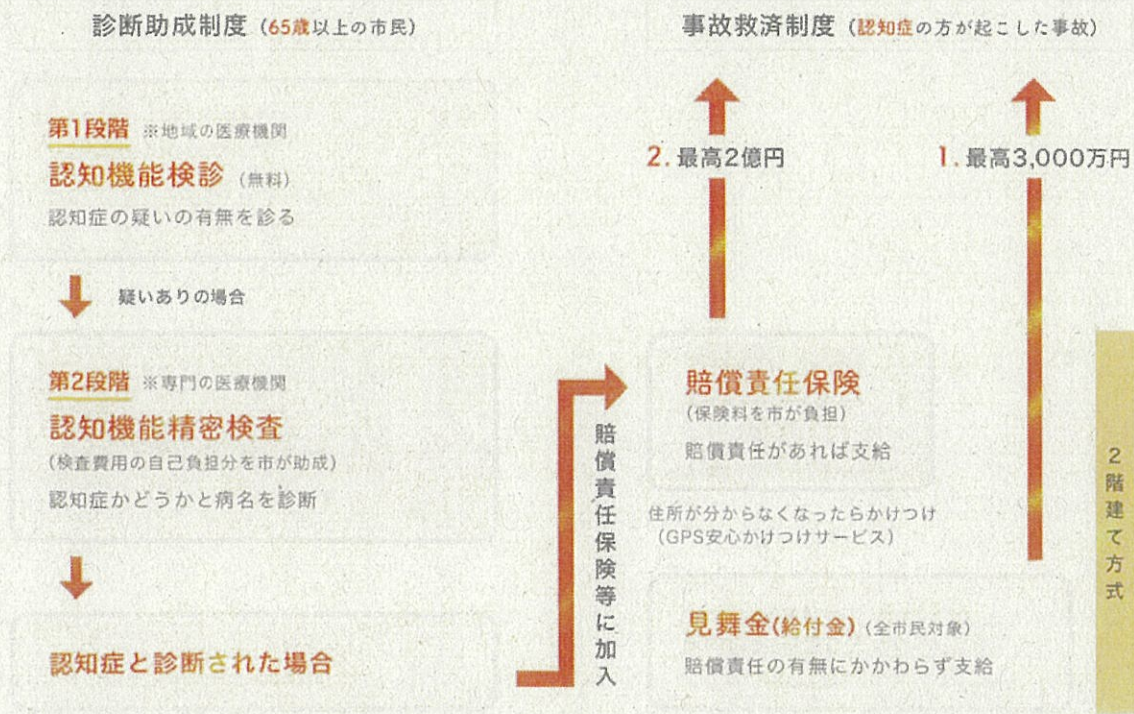 診断助成制度（65歳以上の市民）
第1段階 ※地域の医療機関
認知機能検診（無料）
認知症の疑いの有無を診る
疑いありの場合
第2段階 ※専門の医療機関
認知機能精密検査
（検査費用の自己負担分を市が助成）
認知症かどうかと病名を診断
認知症と診断された場合
賠償責任保険等に加入
事故救済制度（認知症の方が起こした事故）
2. 最高2億円
1. 最高3,000万円
賠償責任保険
（保険料を市が負担）
賠償責任があれば支給
住所が分からなくなったらかけつけ
（GPS安心かけつけサービス）
見舞金(給付金)（全市民対象）
賠償責任の有無にかかわらず支給
2階建て方式